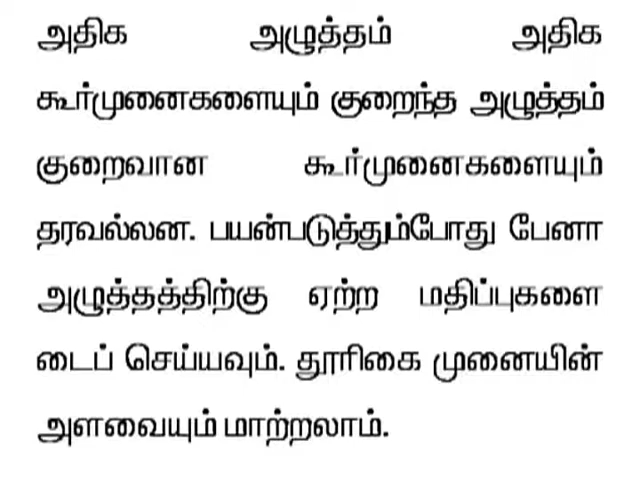 அதிக அழுத்தம் அதிக
கூர்முனைகளையும் குறைந்த அழுத்தம்
குறைவான கூர்முனைகளையும்
தரவல்லன. பயன்படுத்தும்போது பேனா
அழுத்தத்திற்கு ஏற்ற மதிப்புகளை
டைப் செய்யவும். தூரிகை முனையின்
அளவையும் மாற்றலாம்.